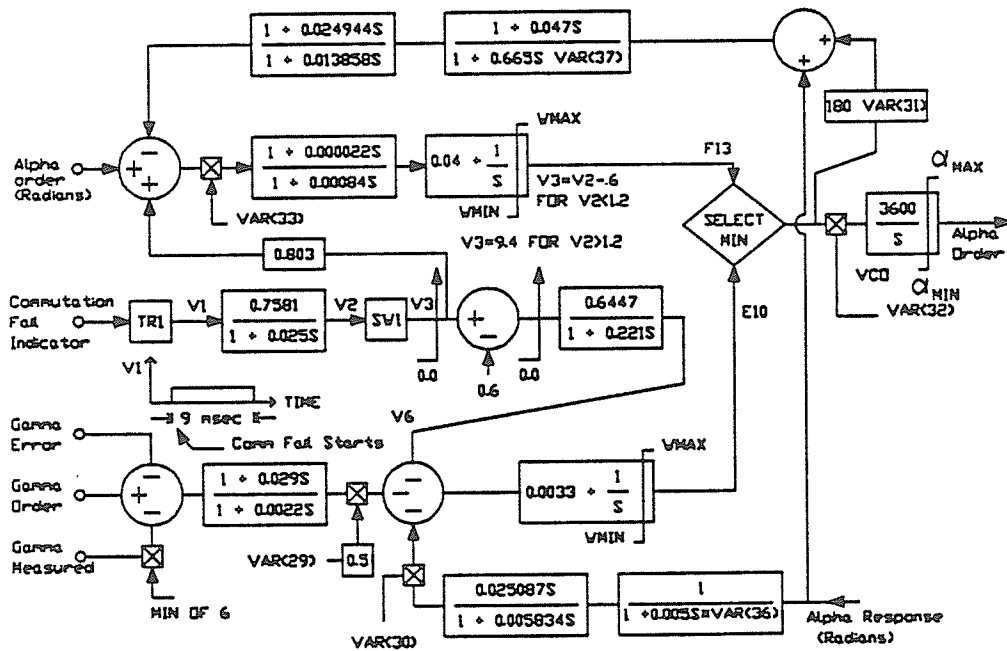 1 + 0.024944S
1 + 0.013858S
1 + 0.047S
1 + 0.665S VAR(37)
+
+
180 VAR(31)
Alpha
order
(Radians)
−
+
+
VAR(33)
1 + 0.000022S
1 + 0.00084S
0.04 + 1
S
WMAX
WMIN
V3=V2-.6
FOR V2<1.2
V3=9.4 FOR V2>1.2
F13
SELECT
MIN
3600
S
α MAX
α MIN
VCO
VAR(32)
Alpha
Order
0.803
Commutation
Fail
Indicator
TR1
V1
0.7581
1 + 0.025S
V2
SW1
V3
0.0
+
−
0.6
0.0
0.6447
1 + 0.221S
E10
V1
TIME
9 msec
Comm Fail Starts
V6
Gamma
Error
Gamma
Order
Gamma
Measured
−
+
−
MIN OF 6
1 + 0.029S
1 + 0.0022S
VAR(29)
0.5
−
−
−
VAR(30)
0.0033 + 1
S
WMAX
WMIN
0.025087S
1 + 0.005834S
1
1 +0.005S*VAR(36)
Alpha Response
(Radians)